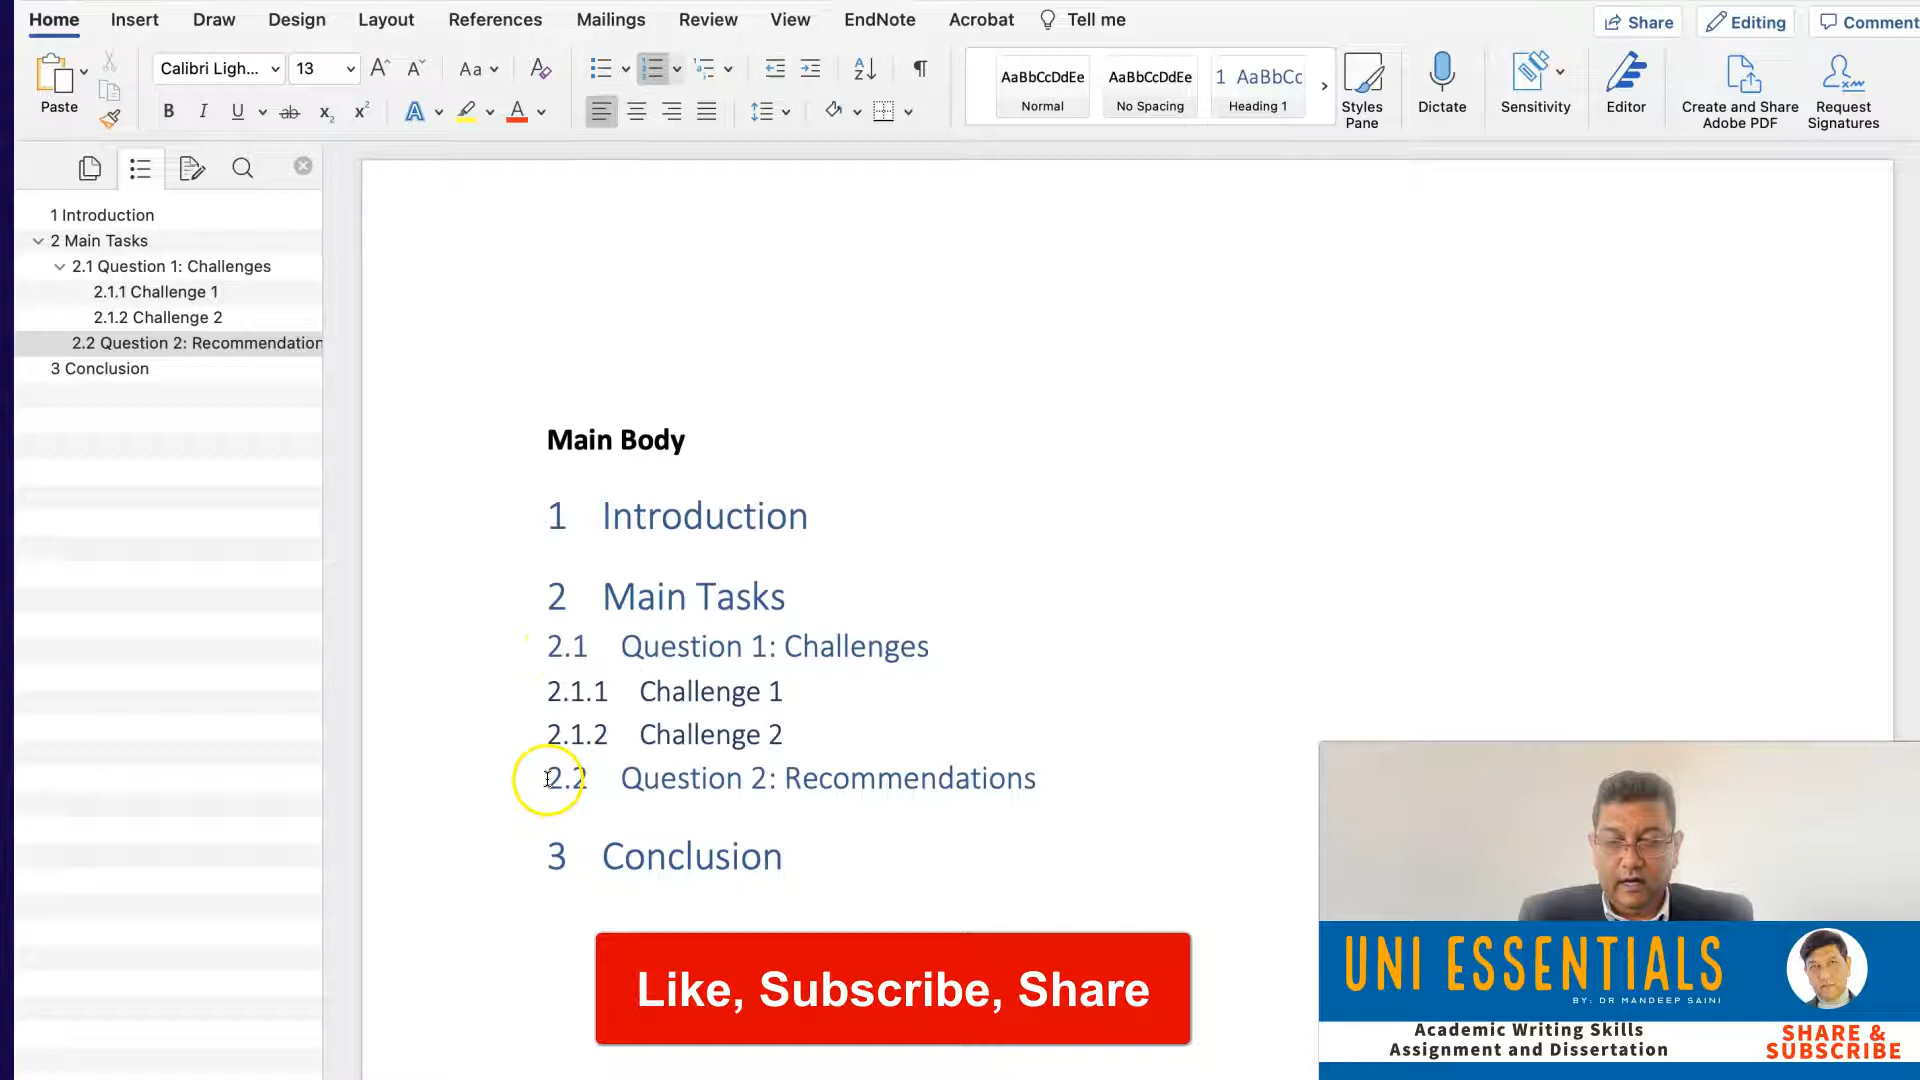 Home Insert Draw Design Layout References Mailings Review View EndNote Acrobat Tell me
Share Editing Comment
Calibri Ligh... 13
Paste
AaBbCcDdEe AaBbCcDdEe 1 AaBbCc
Normal No Spacing Heading 1
Styles Pane
Dictate
Sensitivity
Editor
Create and Share Adobe PDF
Request Signatures
1 Introduction
2 Main Tasks
2.1 Question 1: Challenges
2.1.1 Challenge 1
2.1.2 Challenge 2
2.2 Question 2: Recommendation
3 Conclusion
Main Body
1 Introduction
2 Main Tasks
2.1 Question 1: Challenges
2.1.1 Challenge 1
2.1.2 Challenge 2
2.2 Question 2: Recommendations
3 Conclusion
Like, Subscribe, Share
UNI ESSENTIALS
BY: DR MANDEEP SAINI
Academic Writing Skills
Assignment and Dissertation
SHARE &
SUBSCRIBE